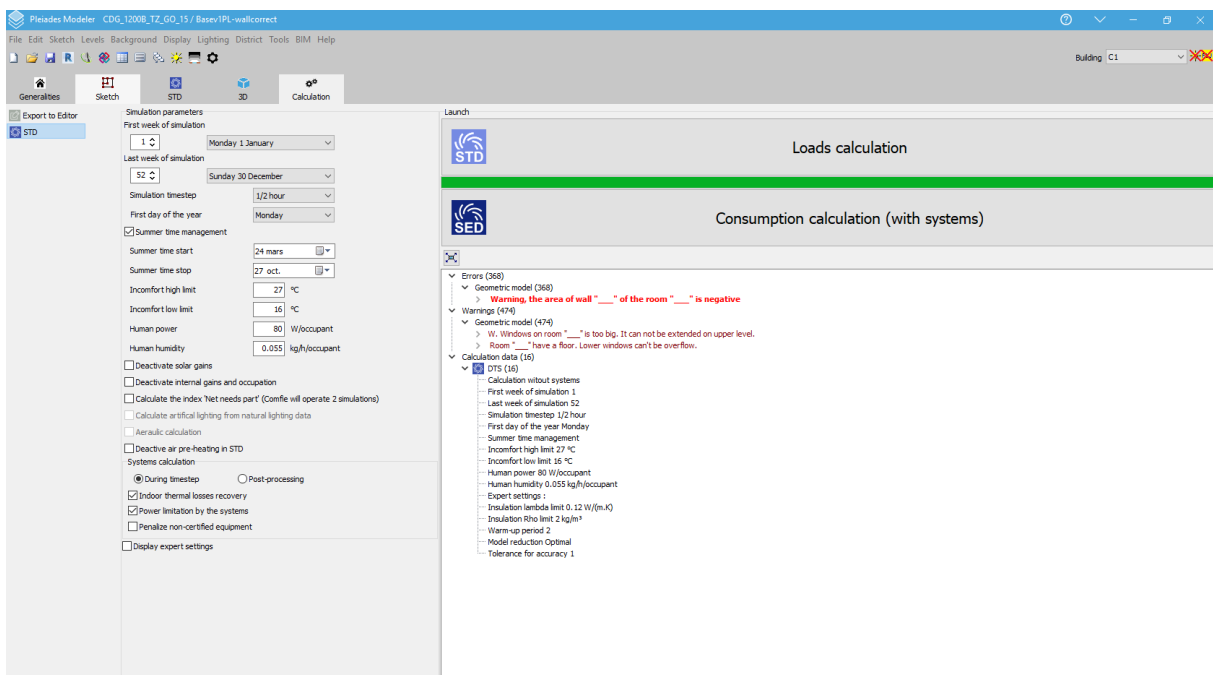 Pleiades Modeler CDG_1200B_TZ_GO_15 / Basev1PL-wallcorrect
File Edit Sketch Levels Background Display Lighting District Tools BIM Help
R
Building C1
Generalities Sketch STD 3D Calculation
Export to Editor
STD
Simulation parameters
First week of simulation
1 Monday 1 January
Last week of simulation
52 Sunday 30 December
Simulation timestep 1/2 hour
First day of the year Monday
Summer time management
Summer time start 24 mars
Summer time stop 27 oct.
Incomfort high limit 27 °C
Incomfort low limit 16 °C
Human power 80 W/occupant
Human humidity 0.055 kg/h/occupant
Deactivate solar gains
Deactivate internal gains and occupation
Calculate the index 'Net needs part' (Comfie will operate 2 simulations)
Calculate artifical lighting from natural lighting data
Aeraulic calculation
Deactive air pre-heating in STD
Systems calculation
During timestep Post-processing
Indoor thermal losses recovery
Power limitation by the systems
Penalize non-certified equipment
Display expert settings
Launch
STD Loads calculation
SED Consumption calculation (with systems)
Errors (368)
Geometric model (368)
Warning, the area of wall "___" of the room "___" is negative
Warnings (474)
Geometric model (474)
W. Windows on room "___" is too big. It can not be extended on upper level.
Room "___" have a floor. Lower windows can't be overflow.
Calculation data (16)
DTS (16)
Calculation witout systems
First week of simulation 1
Last week of simulation 52
Simulation timestep 1/2 hour
First day of the year Monday
Summer time management
Incomfort high limit 27 °C
Incomfort low limit 16 °C
Human power 80 W/occupant
Human humidity 0.055 kg/h/occupant
Expert settings :
Insulation lambda limit 0.12 W/(m.K)
Insulation Rho limit 2 kg/m³
Warm-up period 2
Model reduction Optimal
Tolerance for accuracy 1